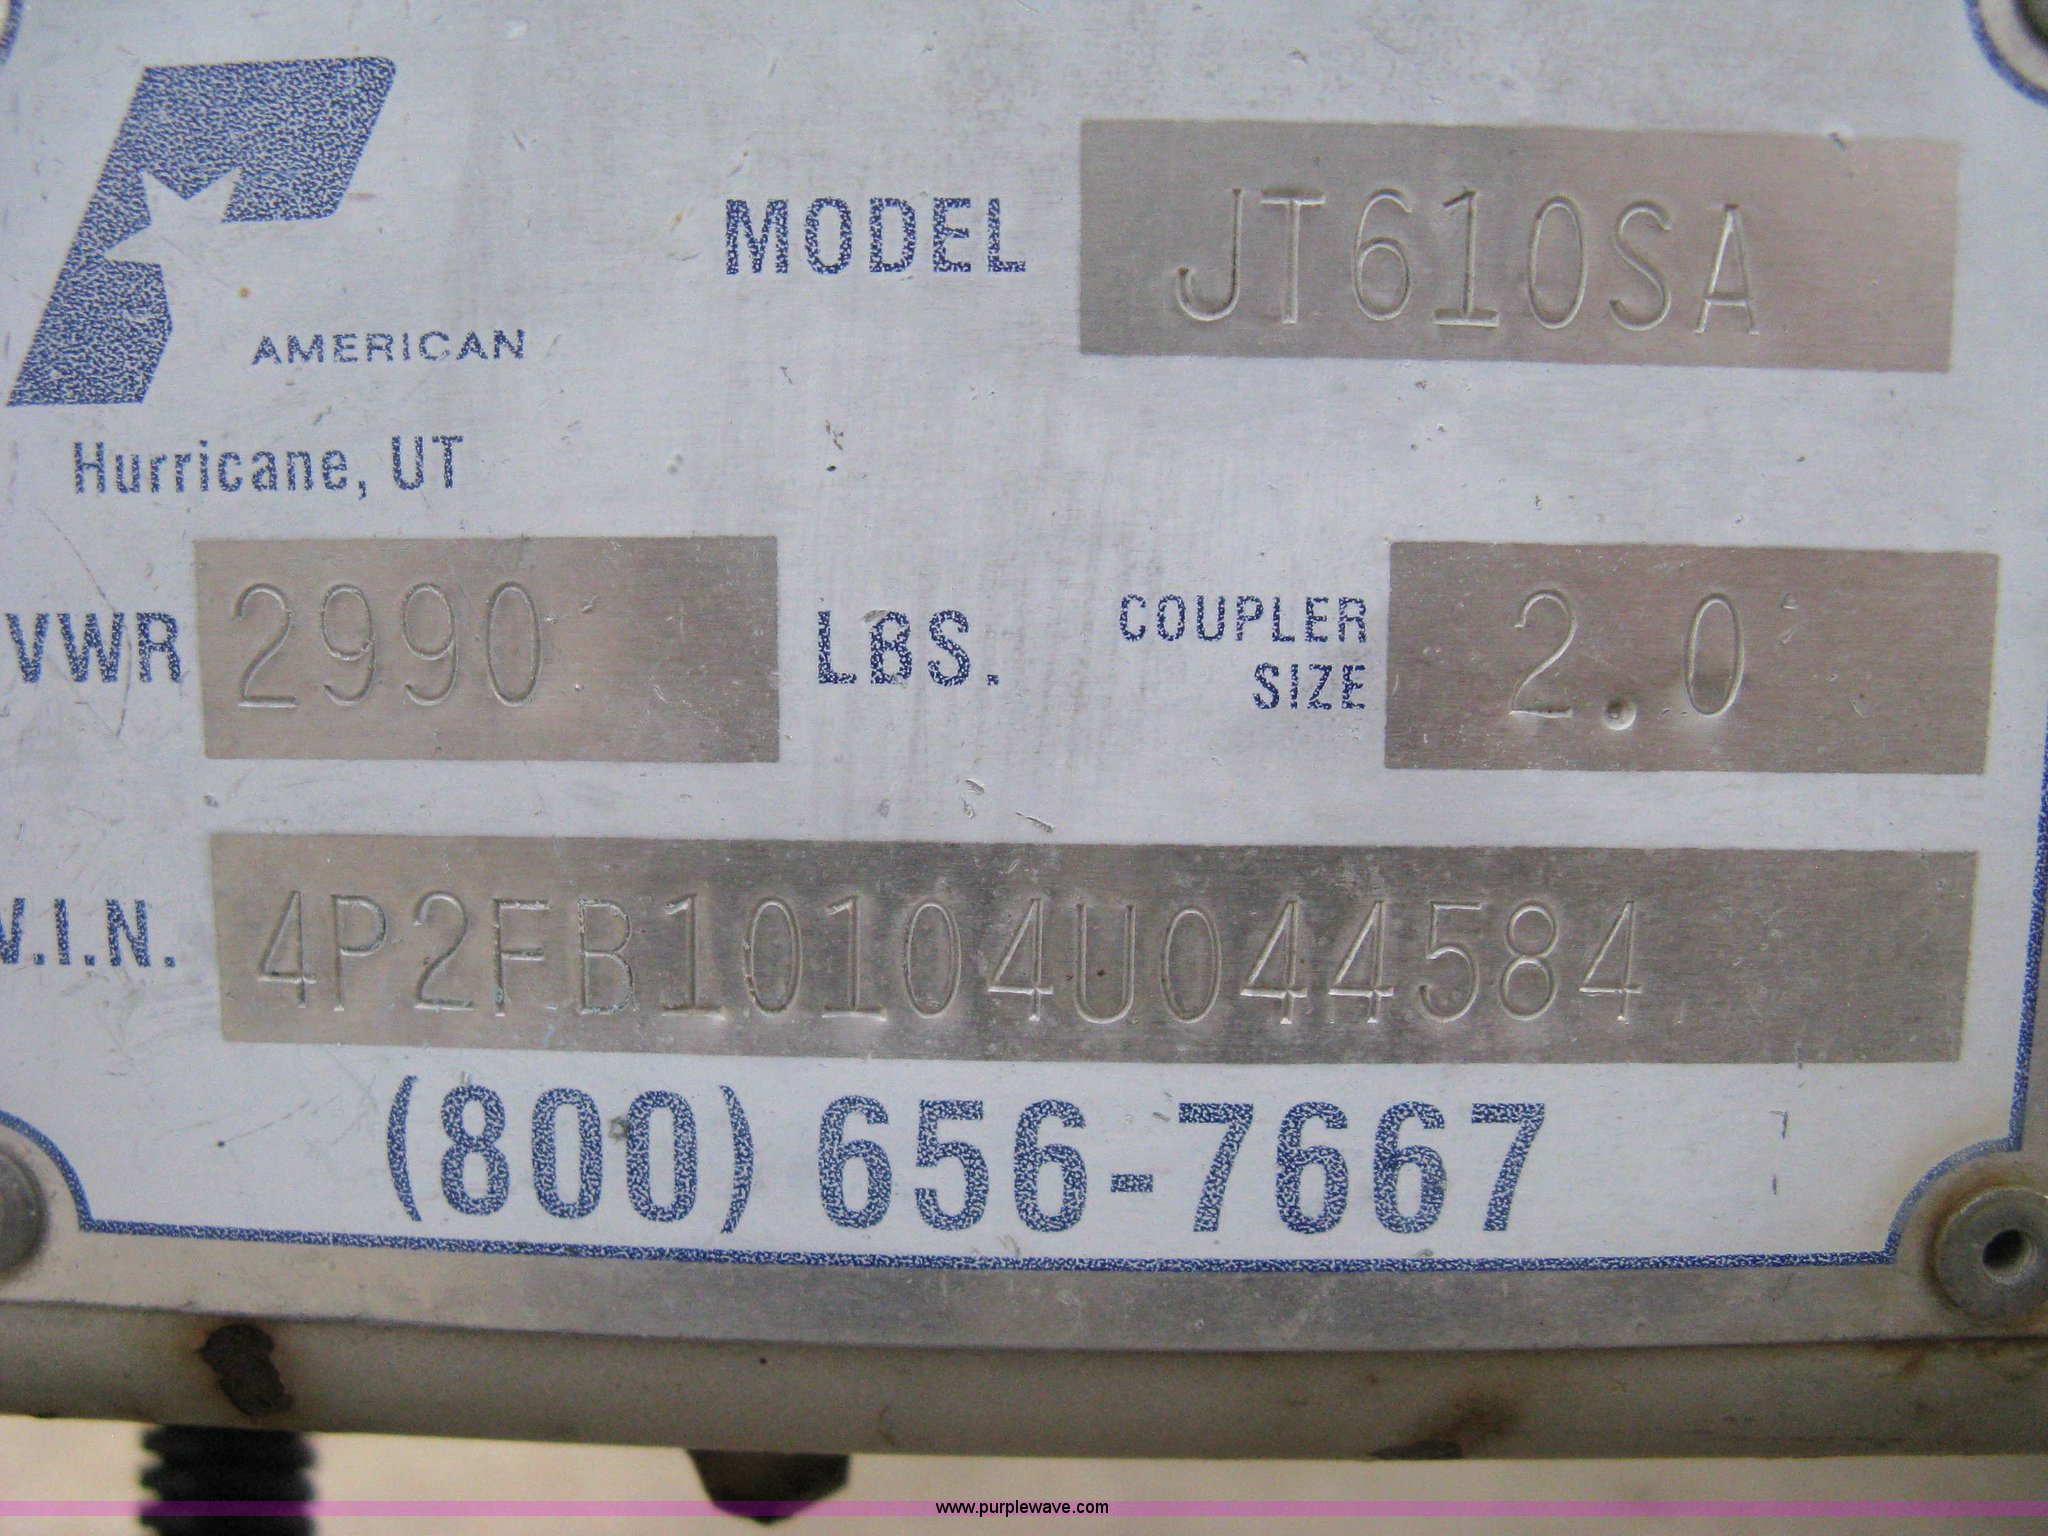 MODEL JT610SA
AMERICAN
Hurricane, UT
VWR 2990 LBS. COUPLER SIZE 2.0
V.I.N. 4P2FB10104U044584
(800) 656-7667
www.purplewave.com